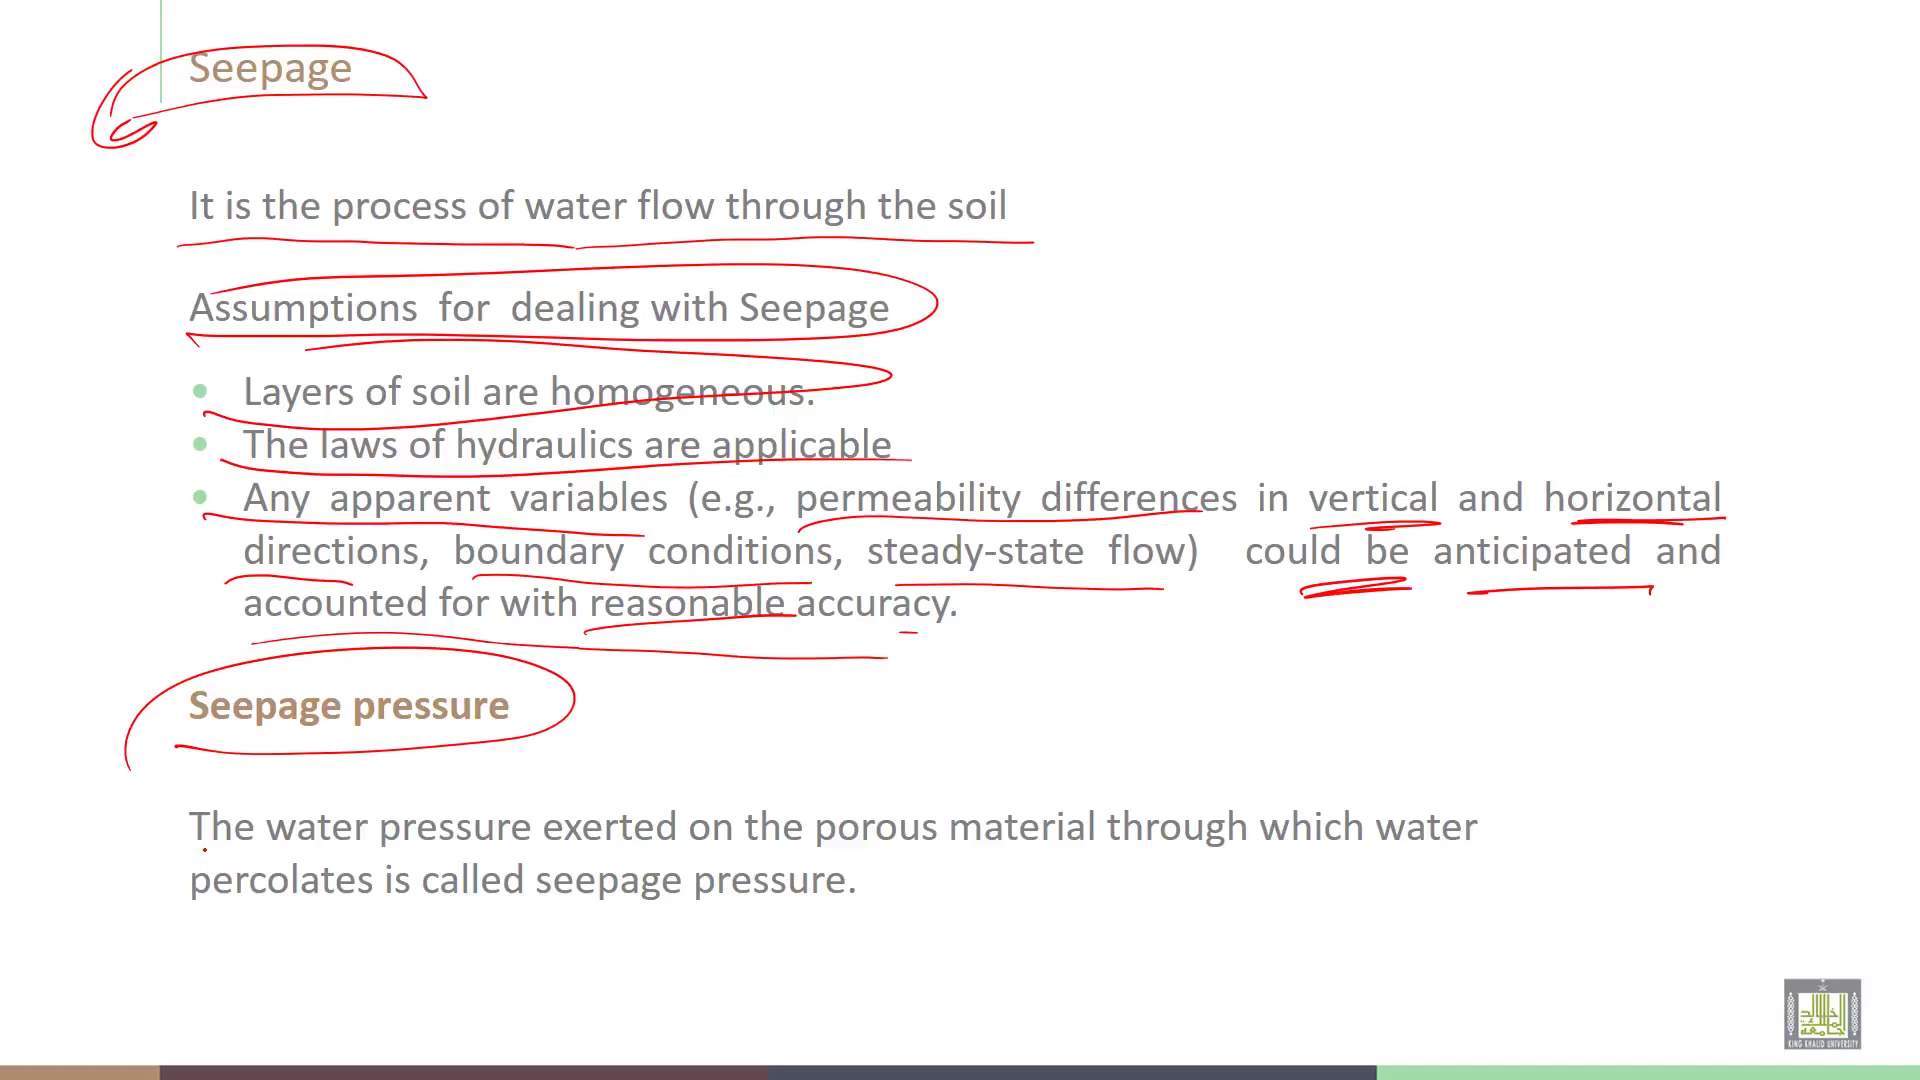 Seepage
It is the process of water flow through the soil
Assumptions for dealing with Seepage
• Layers of soil are homogeneous.
• The laws of hydraulics are applicable
• Any apparent variables (e.g., permeability differences in vertical and horizontal
directions, boundary conditions, steady-state flow) could be anticipated and
accounted for with reasonable accuracy.
Seepage pressure
The water pressure exerted on the porous material through which water
percolates is called seepage pressure.
KING KHALID UNIVERSITY